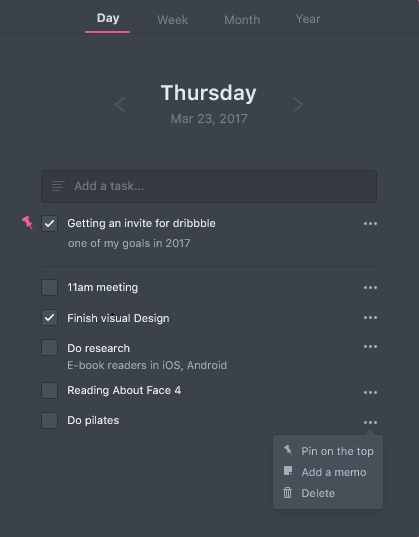 Day
Week
Month
Year
Thursday
Mar 23, 2017
Add a task...
Getting an invite for dribbble
one of my goals in 2017
11am meeting
Finish visual Design
Do research
E-book readers in iOS, Android
Reading About Face 4
Do pilates
Pin on the top
Add a memo
Delete